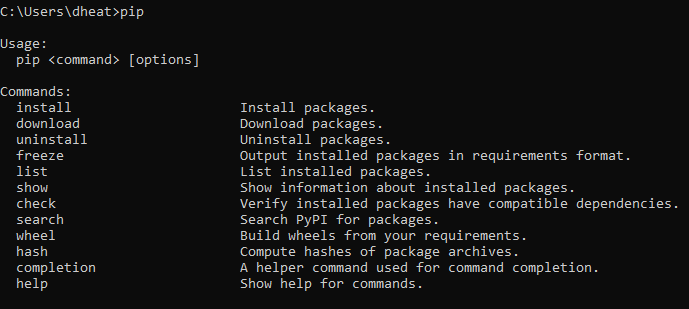 C:\Users\dheat>pip
Usage:
pip <command> [options]
Commands:
install Install packages.
download Download packages.
uninstall Uninstall packages.
freeze Output installed packages in requirements format.
list List installed packages.
show Show information about installed packages.
check Verify installed packages have compatible dependencies.
search Search PyPI for packages.
wheel Build wheels from your requirements.
hash Compute hashes of package archives.
completion A helper command used for command completion.
help Show help for commands.